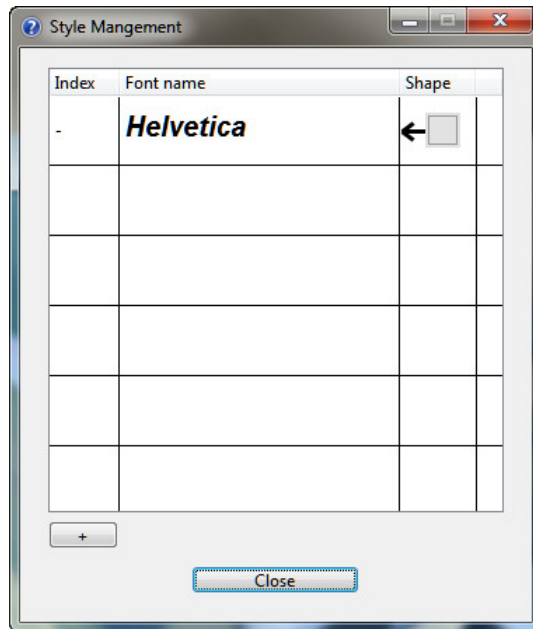 Style Mangement
Index Font name Shape
- Helvetica
+
Close